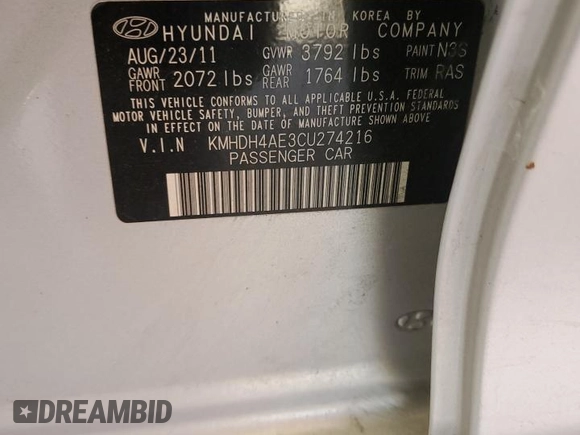 MANUFACTURED IN KOREA BY
HYUNDAI MOTOR COMPANY
AUG/23/11 GVWR 3792 lbs PAINT N3S
GAWR FRONT 2072 lbs GAWR REAR 1764 lbs TRIM RAS
THIS VEHICLE CONFORMS TO ALL APPLICABLE U.S.A. FEDERAL
MOTOR VEHICLE SAFETY, BUMPER, AND THEFT PREVENTION STANDARDS
IN EFFECT ON THE DATE OF MANUFACTURE SHOWN ABOVE
V.I.N KMHDH4AE3CU274216
PASSENGER CAR
DREAMBID